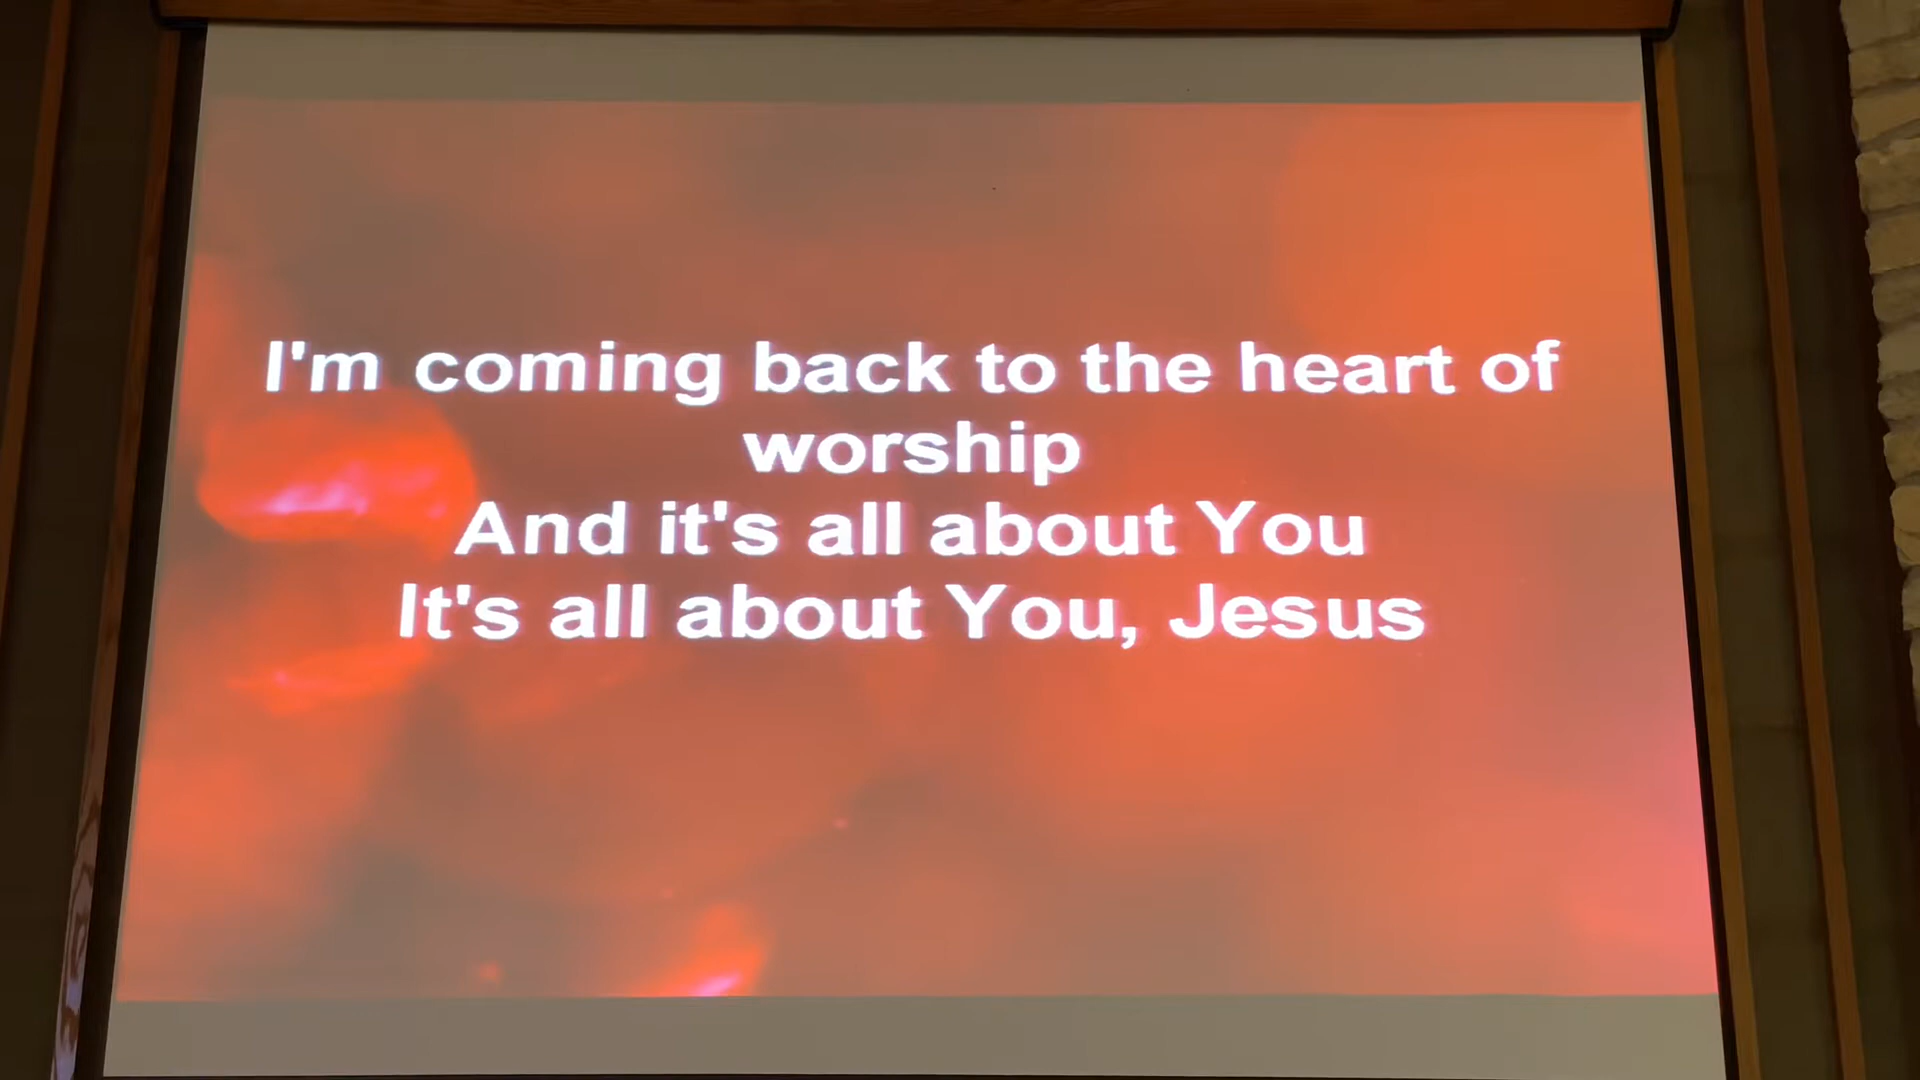 I'm coming back to the heart of
worship
And it's all about You
It's all about You, Jesus